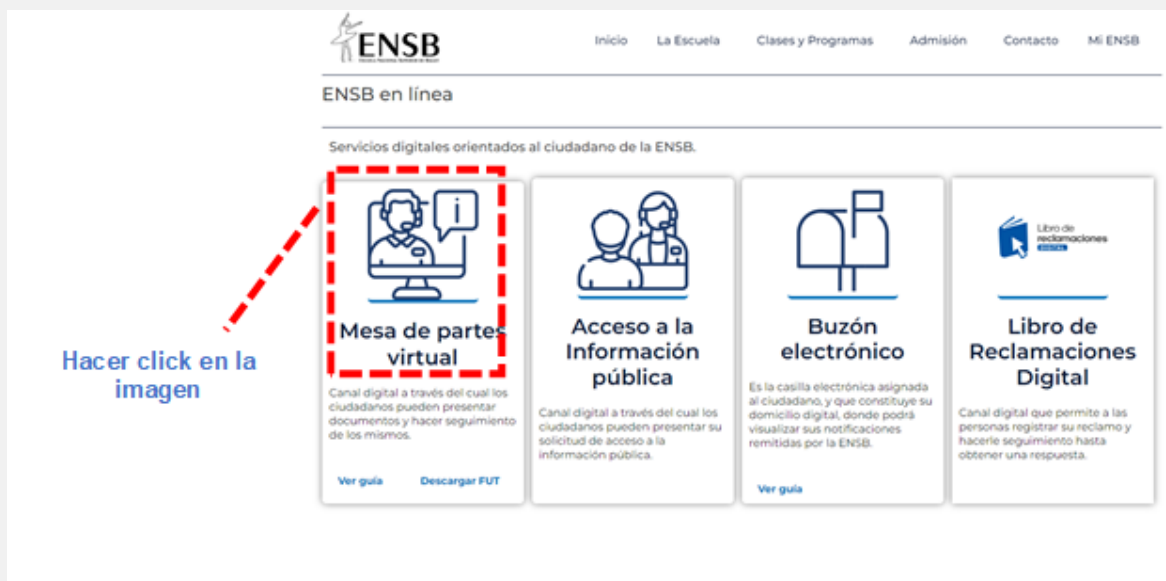 ENSB
Inicio La Escuela Clases y Programas Admisión Contacto Mi ENSB
ENSB en línea
Servicios digitales orientados al ciudadano de la ENSB.
Hacer click en la
imagen
i
Mesa de partes
virtual
Canal digital a través del cual los
ciudadanos pueden presentar
documentos y hacer seguimiento
de los mismos.
Ver guía Descargar FUT
Acceso a la
Información
pública
Canal digital a través del cual los
ciudadanos pueden presentar su
solicitud de acceso a la
información pública.
Buzón
electrónico
Es la casilla electrónica asignada
al ciudadano, y que constituye su
domicilio digital, donde podrá
visualizar sus notificaciones
remitidas por la ENSB.
Ver guía
Libro de
reclamaciones
DIGITAL
Libro de
Reclamaciones
Digital
Canal digital que permite a las
personas registrar su reclamo y
hacerle seguimiento hasta
obtener una respuesta.